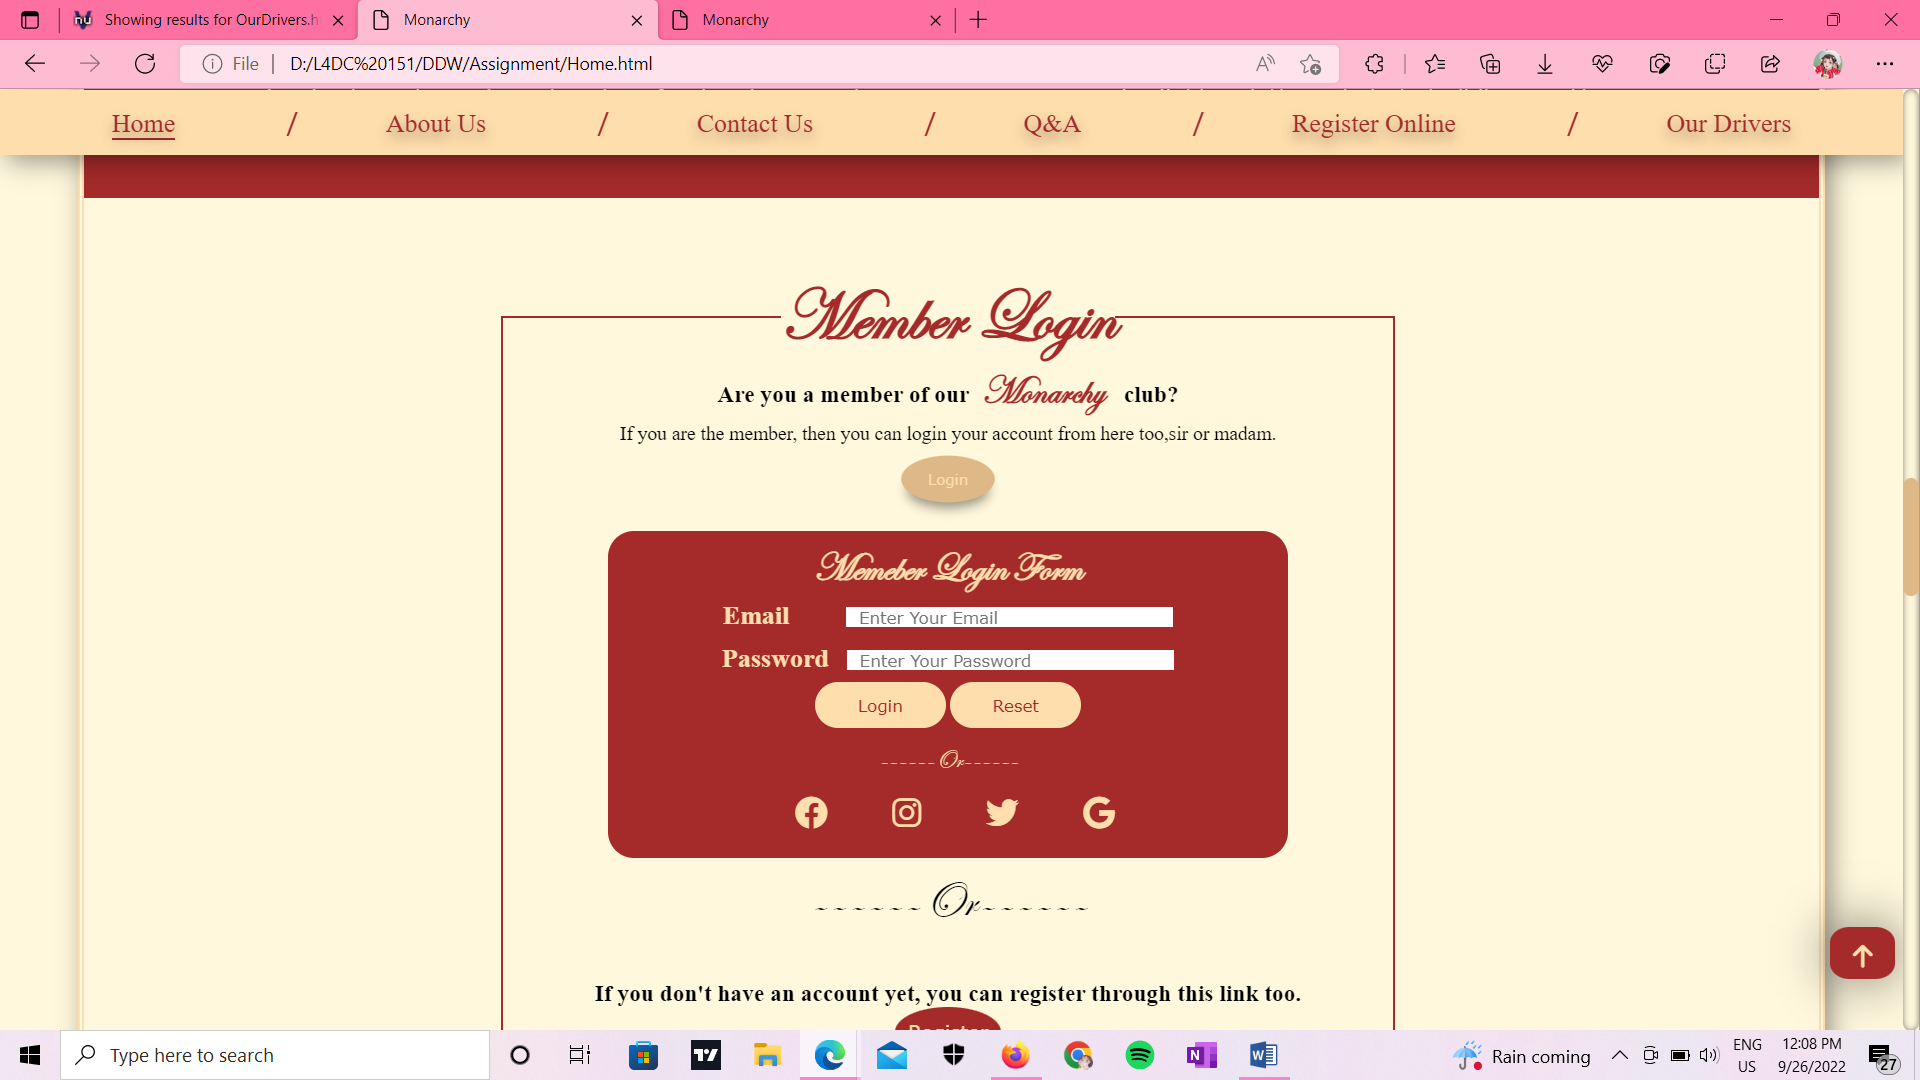 Showing results for OurDrivers.h
Monarchy
Monarchy
File
D:/L4DC%20151/DDW/Assignment/Home.html
Home / About Us / Contact Us / Q&A / Register Online / Our Drivers
Member Login
Are you a member of our Monarchy club?
If you are the member, then you can login your account from here too,sir or madam.
Login
Memeber Login Form
Email Enter Your Email
Password Enter Your Password
Login Reset
------ Or------
------ Or------
If you don't have an account yet, you can register through this link too.
Register
Type here to search
Rain coming
ENG
US
12:08 PM
9/26/2022
27